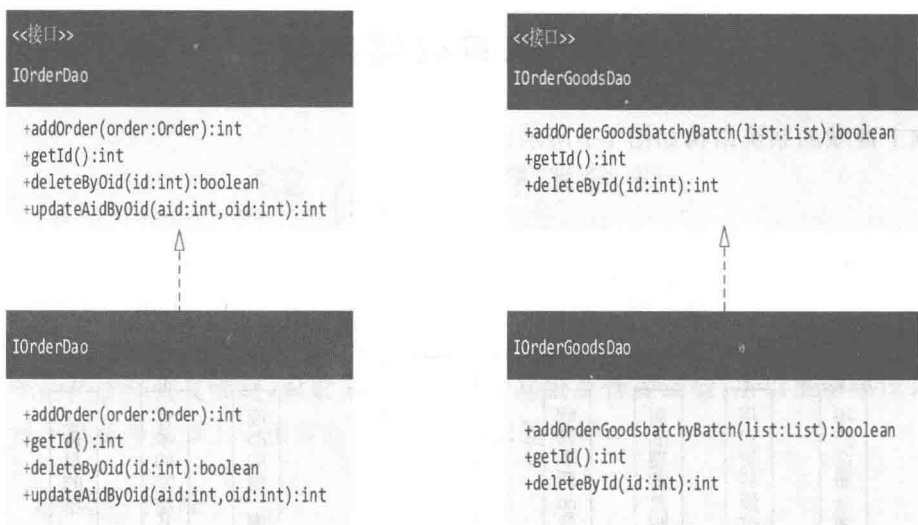 <<接口>>
IOrderDao
+addOrder(order:Order):int
+getId():int
+deleteByOid(id:int):boolean
+updateAidByOid(aid:int,oid:int):int
IOrderDao
+addOrder(order:Order):int
+getId():int
+deleteByOid(id:int):boolean
+updateAidByOid(aid:int,oid:int):int
<<接口>>
IOrderGoodsDao
+addOrderGoodsbatchyBatch(list:List):boolean
+getId():int
+deleteById(id:int):int
IOrderGoodsDao
+addOrderGoodsbatchyBatch(list:List):boolean
+getId():int
+deleteById(id:int):int